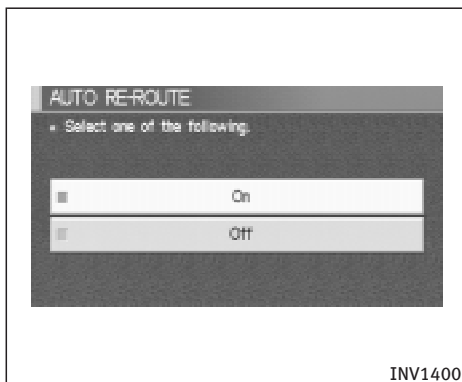 AUTO RE-ROUTE
Select one of the following.
On
Off
INV1400